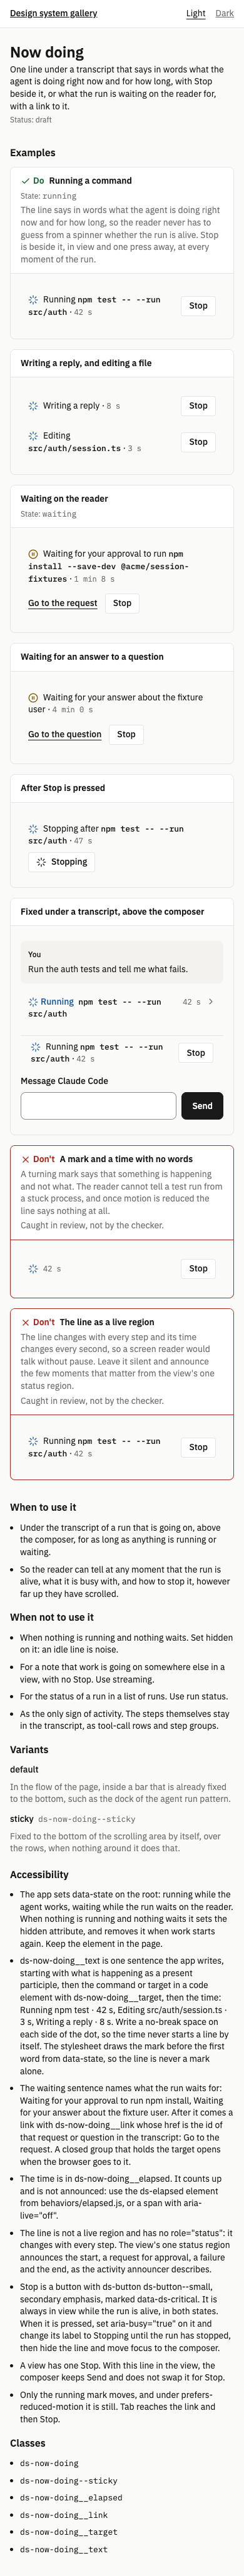 Design system gallery
Light Dark
Now doing
One line under a transcript that says in words what the
agent is doing right now and for how long, with Stop
beside it, or what the run is waiting on the reader for,
with a link to it.
Status: draft
Examples
Do Running a command
State: running
The line says in words what the agent is doing right
now and for how long, so the reader never has to
guess from a spinner whether the run is alive. Stop
is beside it, in view and one press away, at every
moment of the run.
Running npm test -- --run
src/auth · 42 s
Stop
Writing a reply, and editing a file
Writing a reply · 8 s
Stop
Editing
src/auth/session.ts · 3 s
Stop
Waiting on the reader
State: waiting
Waiting for your approval to run npm
install --save-dev @acme/session-
fixtures · 1 min 8 s
Go to the request Stop
Waiting for an answer to a question
Waiting for your answer about the fixture
user · 4 min 0 s
Go to the question Stop
After Stop is pressed
Stopping after npm test -- --run
src/auth · 47 s
Stopping
Fixed under a transcript, above the composer
You
Run the auth tests and tell me what fails.
Running npm test -- --run
src/auth
42 s
Running npm test -- --run
src/auth · 42 s
Stop
Message Claude Code
Send
Don't A mark and a time with no words
A turning mark says that something is happening
and not what. The reader cannot tell a test run from
a stuck process, and once motion is reduced the
line says nothing at all.
Caught in review, not by the checker.
42 s
Stop
Don't The line as a live region
The line changes with every step and its time
changes every second, so a screen reader would
talk without pause. Leave it silent and announce
the few moments that matter from the view's one
status region.
Caught in review, not by the checker.
Running npm test -- --run
src/auth · 42 s
Stop
When to use it
Under the transcript of a run that is going on, above
the composer, for as long as anything is running or
waiting.
So the reader can tell at any moment that the run is
alive, what it is busy with, and how to stop it, however
far up they have scrolled.
When not to use it
When nothing is running and nothing waits. Set hidden
on it: an idle line is noise.
For a note that work is going on somewhere else in a
view, with no Stop. Use streaming.
For the status of a run in a list of runs. Use run status.
As the only sign of activity. The steps themselves stay
in the transcript, as tool-call rows and step groups.
Variants
default
In the flow of the page, inside a bar that is already fixed
to the bottom, such as the dock of the agent run pattern.
sticky ds-now-doing--sticky
Fixed to the bottom of the scrolling area by itself, over
the rows, when nothing around it does that.
Accessibility
The app sets data-state on the root: running while the
agent works, waiting while the run waits on the reader.
When nothing is running and nothing waits it sets the
hidden attribute, and removes it when work starts
again. Keep the element in the page.
ds-now-doing__text is one sentence the app writes,
starting with what is happening as a present
participle, then the command or target in a code
element with ds-now-doing__target, then the time:
Running npm test · 42 s, Editing src/auth/session.ts ·
3 s, Writing a reply · 8 s. Write a no-break space on
each side of the dot, so the time never starts a line by
itself. The stylesheet draws the mark before the first
word from data-state, so the line is never a mark
alone.
The waiting sentence names what the run waits for:
Waiting for your approval to run npm install, Waiting
for your answer about the fixture user. After it comes a
link with ds-now-doing__link whose href is the id of
that request or question in the transcript: Go to the
request. A closed group that holds the target opens
when the browser goes to it.
The time is in ds-now-doing__elapsed. It counts up
and is not announced: use the ds-elapsed element
from behaviors/elapsed.js, or a span with aria-
live="off".
The line is not a live region and has no role="status": it
changes with every step. The view's one status region
announces the start, a request for approval, a failure
and the end, as the activity announcer describes.
Stop is a button with ds-button ds-button--small,
secondary emphasis, marked data-ds-critical. It is
always in view while the run is alive, in both states.
When it is pressed, set aria-busy="true" on it and
change its label to Stopping until the run has stopped,
then hide the line and move focus to the composer.
A view has one Stop. With this line in the view, the
composer keeps Send and does not swap it for Stop.
Only the running mark moves, and under prefers-
reduced-motion it is still. Tab reaches the link and
then Stop.
Classes
ds-now-doing
ds-now-doing--sticky
ds-now-doing__elapsed
ds-now-doing__link
ds-now-doing__target
ds-now-doing__text